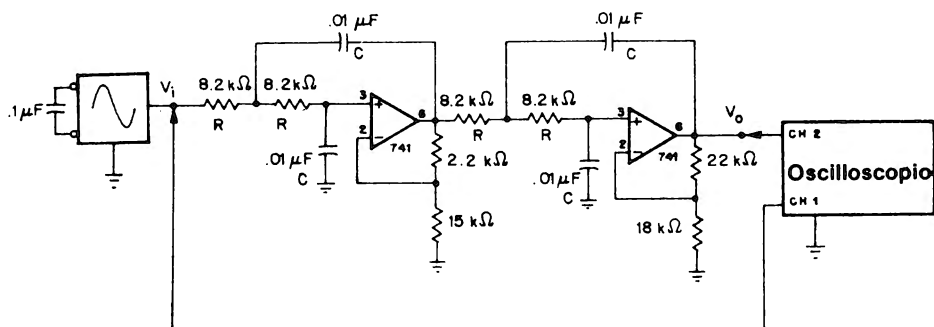 .01 µF
C
.01 µF
C
8.2 kΩ
8.2 kΩ
Vi
.1 µF
R
R
3
2
+
−
6
741
.01 µF
C
2.2 kΩ
15 kΩ
8.2 kΩ
8.2 kΩ
R
R
3
2
+
−
6
741
.01 µF
C
22 kΩ
18 kΩ
Vo
CH 2
Oscilloscopio
CH 1